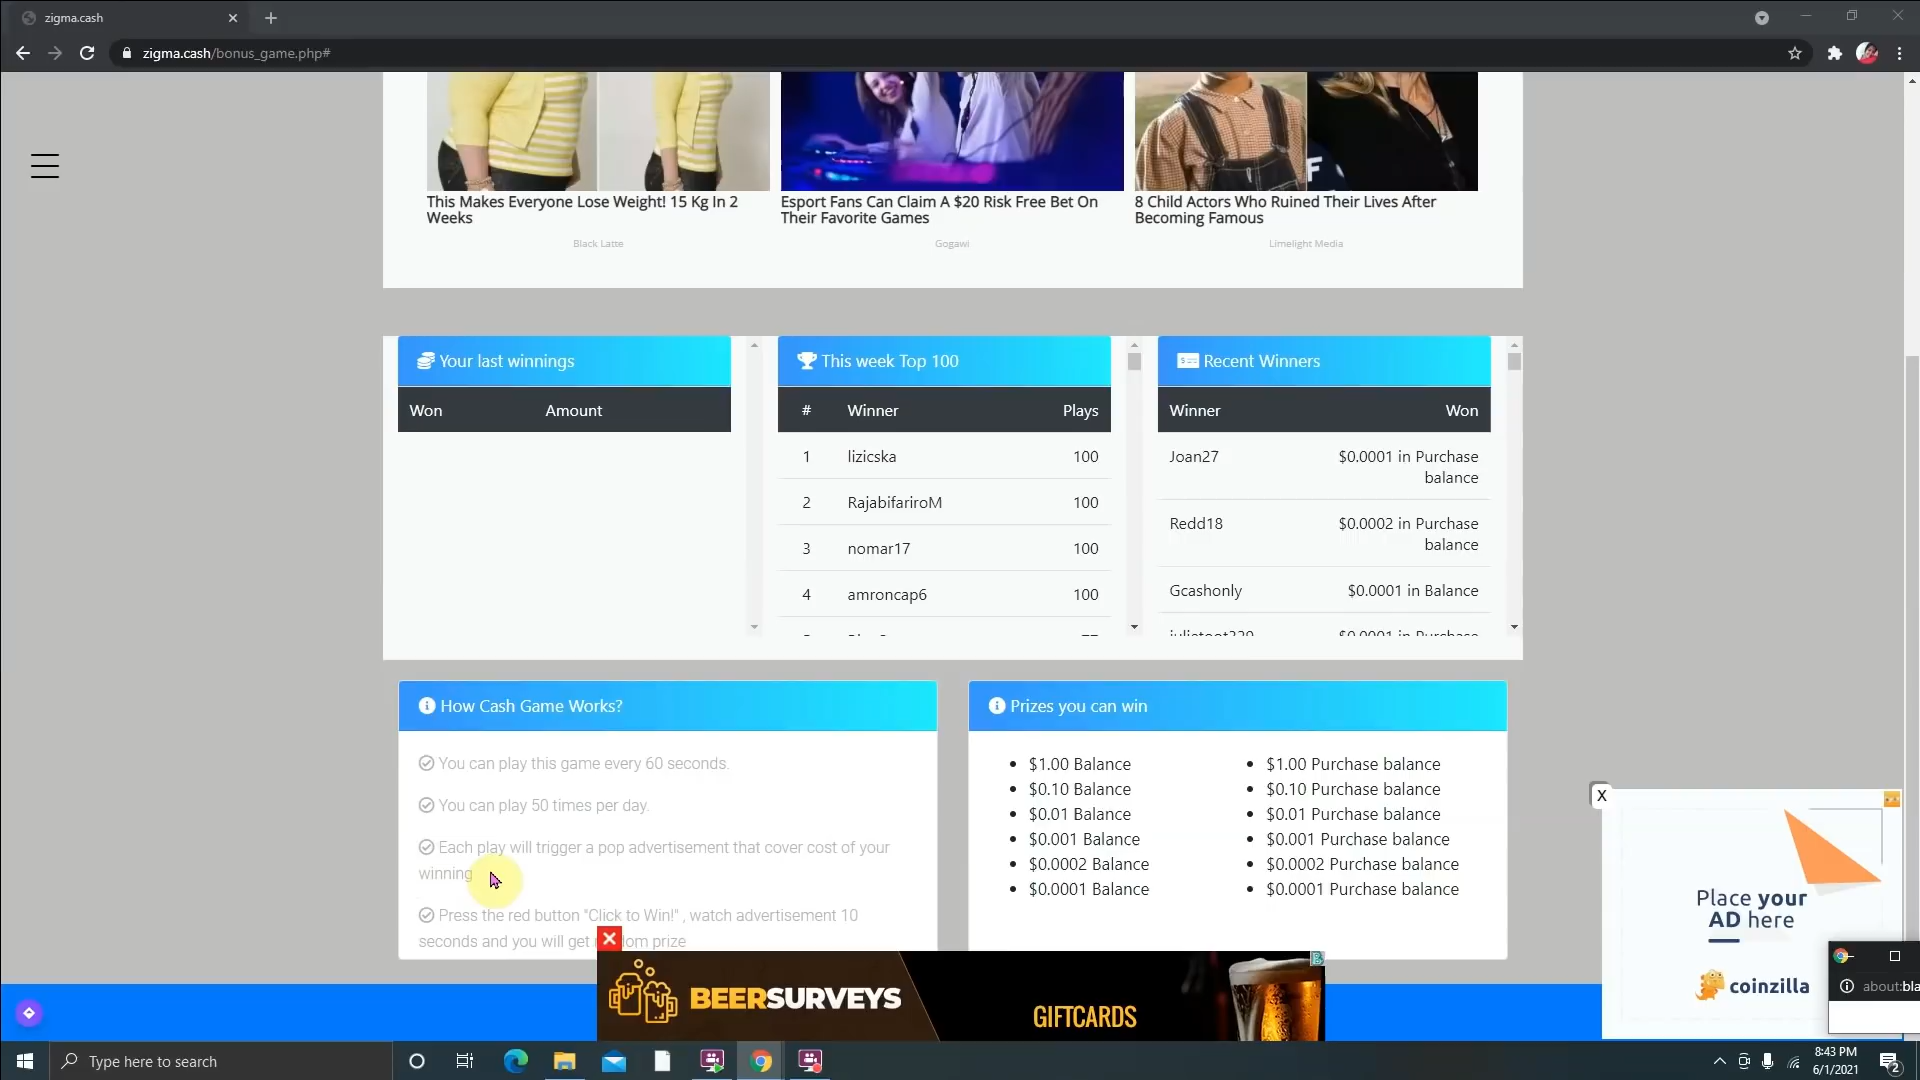 zigma.cash
zigma.cash/bonus_game.php#
This Makes Everyone Lose Weight! 15 Kg In 2
Weeks
Black Latte
Esport Fans Can Claim A $20 Risk Free Bet On
Their Favorite Games
Gogawi
8 Child Actors Who Ruined Their Lives After
Becoming Famous
Limelight Media
Your last winnings
Won Amount
This week Top 100
# Winner Plays
1 lizicska 100
2 RajabifariroM 100
3 nomar17 100
4 amroncap6 100
Recent Winners
Winner Won
Joan27 $0.0001 in Purchase
balance
Redd18 $0.0002 in Purchase
balance
Gcashonly $0.0001 in Balance
$0.0001 in Purchase
How Cash Game Works?
You can play this game every 60 seconds.
You can play 50 times per day.
Each play will trigger a pop advertisement that cover cost of your
winning
Press the red button "Click to Win!" , watch advertisement 10
seconds and you will get dom prize
Prizes you can win
$1.00 Balance
$0.10 Balance
$0.01 Balance
$0.001 Balance
$0.0002 Balance
$0.0001 Balance
$1.00 Purchase balance
$0.10 Purchase balance
$0.01 Purchase balance
$0.001 Purchase balance
$0.0002 Purchase balance
$0.0001 Purchase balance
X
Place your
AD here
coinzilla
about:bla
BEERSURVEYS
GIFTCARDS
Type here to search
8:43 PM
6/1/2021
2